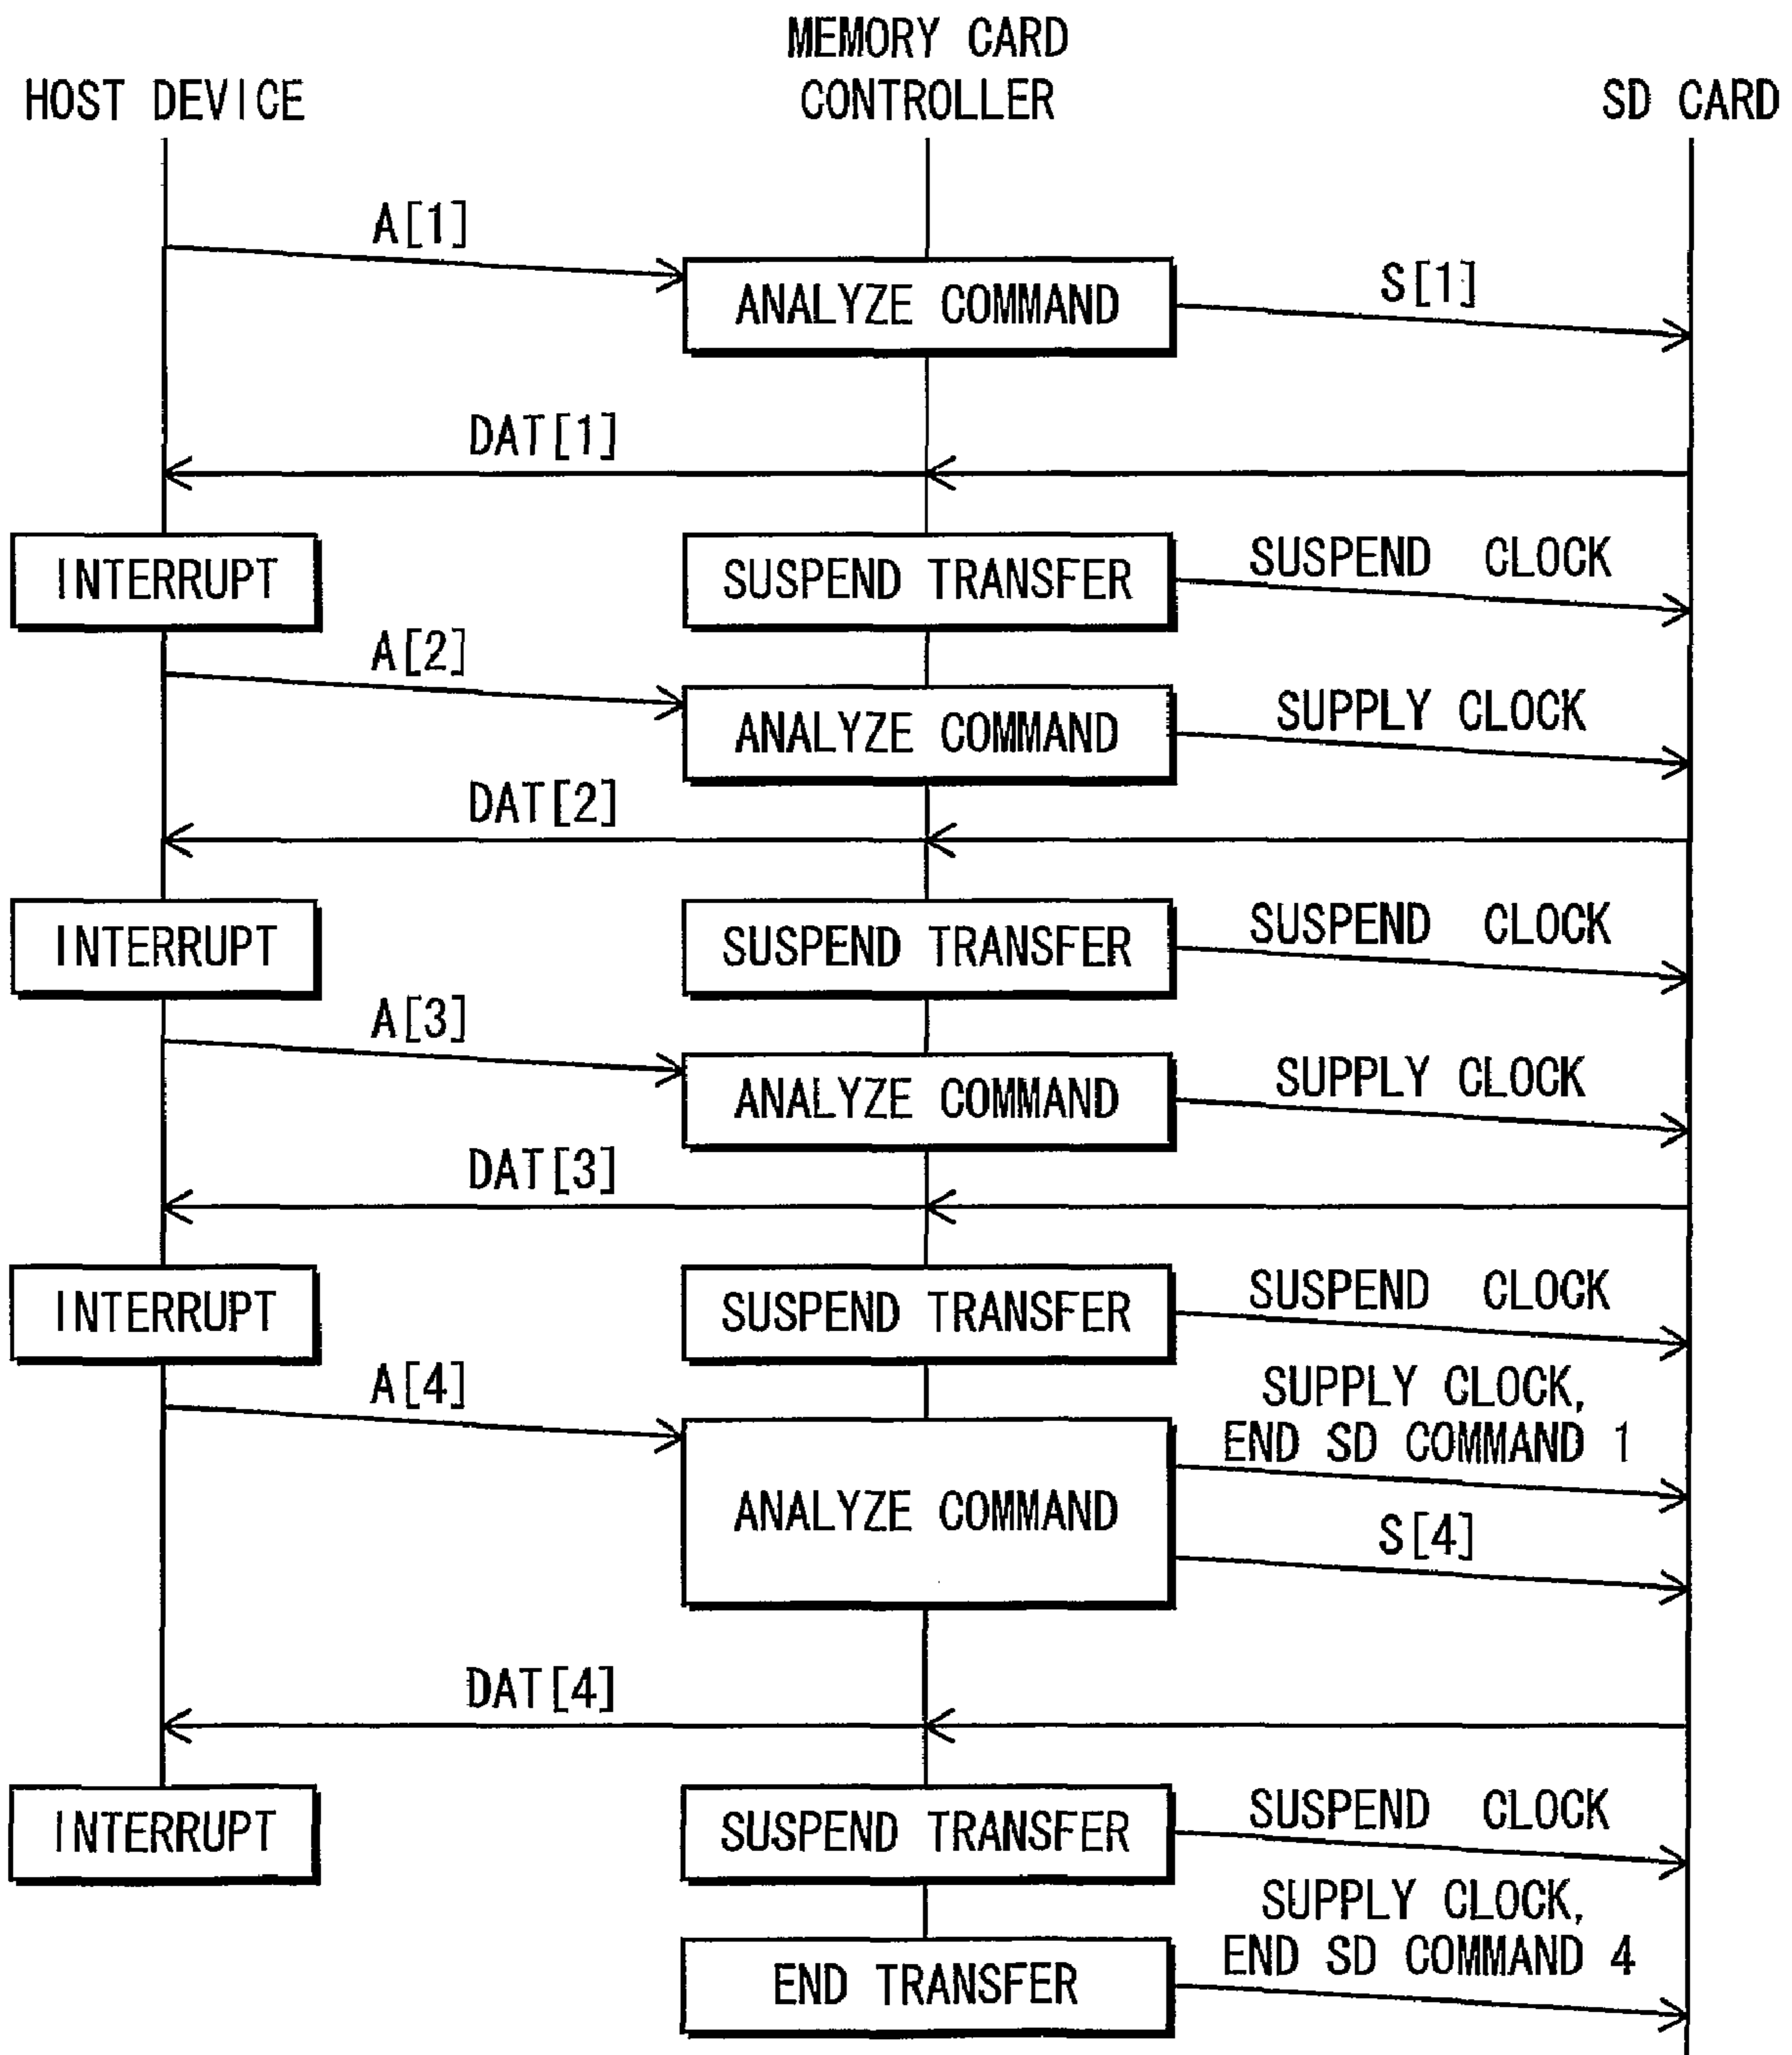 MEMORY CARD
HOST DEVICE CONTROLLER SD CARD
A[1]
ANALYZE COMMAND
S[1]
DAT[1]
INTERRUPT
SUSPEND TRANSFER
SUSPEND CLOCK
A[2]
ANALYZE COMMAND
SUPPLY CLOCK
DAT[2]
INTERRUPT
SUSPEND TRANSFER
SUSPEND CLOCK
A[3]
ANALYZE COMMAND
SUPPLY CLOCK
DAT[3]
INTERRUPT
SUSPEND TRANSFER
SUSPEND CLOCK
A[4]
ANALYZE COMMAND
SUPPLY CLOCK,
END SD COMMAND 1
S[4]
DAT[4]
INTERRUPT
SUSPEND TRANSFER
SUSPEND CLOCK
SUPPLY CLOCK,
END SD COMMAND 4
END TRANSFER